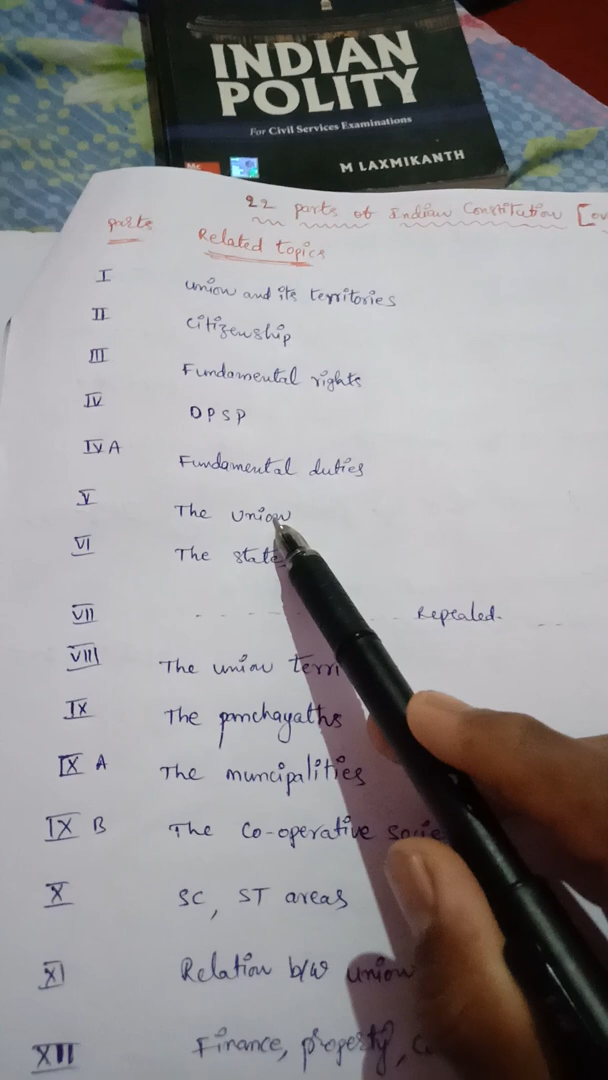 INDIAN
POLITY
For Civil Services Examinations
M LAXMIKANTH
22 parts of Indian Constitution
parts Related topics
I union and its territories
II citizenship
III Fundamental rights
IV DPSP
IV A Fundamental duties
V The union
VI The state
VII - - - Repealed. - -
VIII The union terri
IX The panchayaths
IX A The muncipalities
IX B The Co-operative
X SC, ST areas
XI Relation b/w union
XII Finance, property,